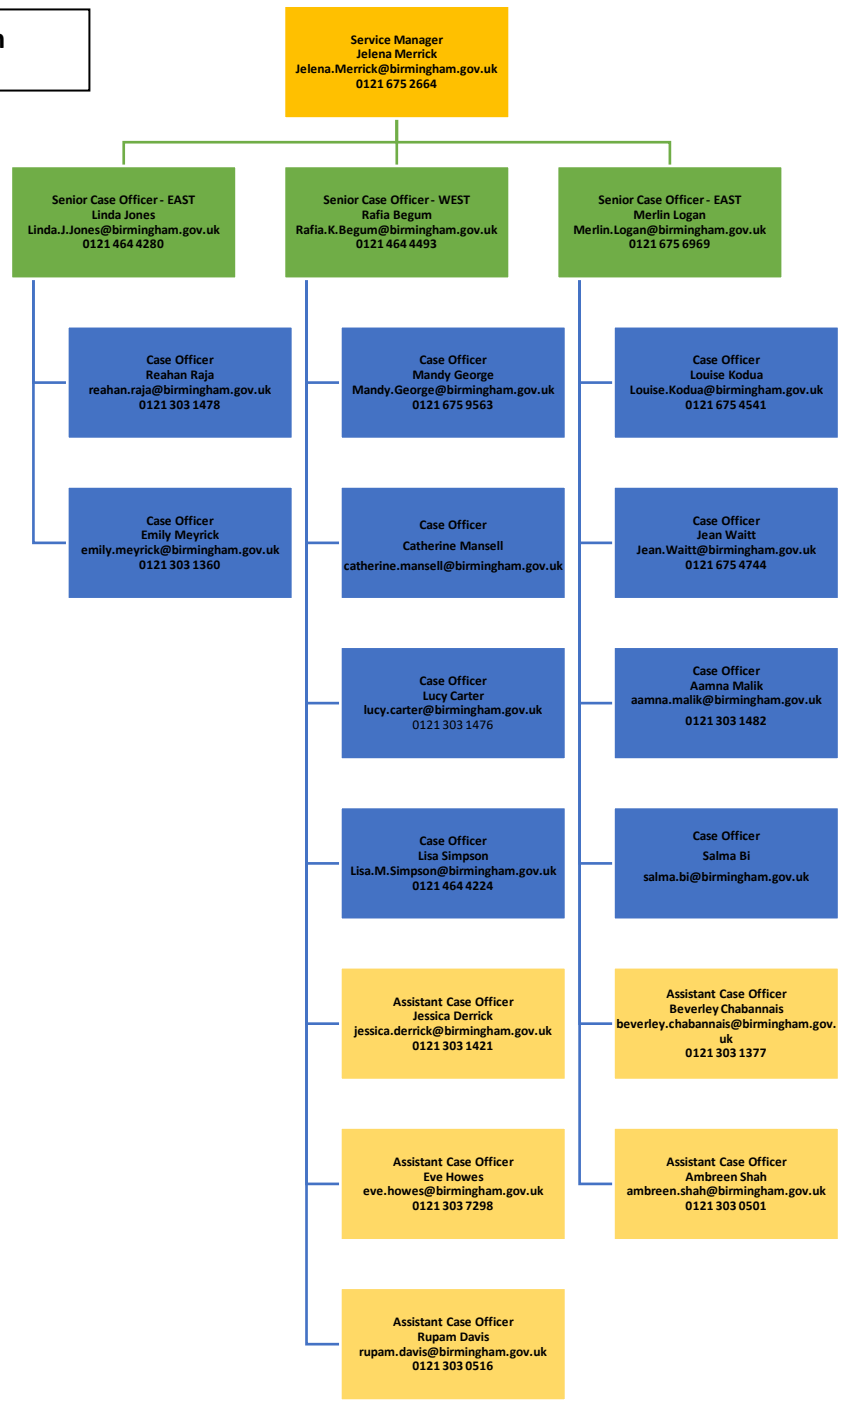 Service Manager
Jelena Merrick
Jelena.Merrick@birmingham.gov.uk
0121 675 2664
Senior Case Officer - EAST
Linda Jones
Linda.J.Jones@birmingham.gov.uk
0121 464 4280
Senior Case Officer - WEST
Rafia Begum
Rafia.K.Begum@birmingham.gov.uk
0121 464 4493
Senior Case Officer - EAST
Merlin Logan
Merlin.Logan@birmingham.gov.uk
0121 675 6969
Case Officer
Reahan Raja
reahan.raja@birmingham.gov.uk
0121 303 1478
Case Officer
Emily Meyrick
emily.meyrick@birmingham.gov.uk
0121 303 1360
Case Officer
Mandy George
Mandy.George@birmingham.gov.uk
0121 675 9563
Case Officer
Catherine Mansell
catherine.mansell@birmingham.gov.uk
Case Officer
Lucy Carter
lucy.carter@birmingham.gov.uk
0121 303 1476
Case Officer
Lisa Simpson
Lisa.M.Simpson@birmingham.gov.uk
0121 464 4224
Assistant Case Officer
Jessica Derrick
jessica.derrick@birmingham.gov.uk
0121 303 1421
Assistant Case Officer
Eve Howes
eve.howes@birmingham.gov.uk
0121 303 7298
Assistant Case Officer
Rupam Davis
rupam.davis@birmingham.gov.uk
0121 303 0516
Case Officer
Louise Kodua
Louise.Kodua@birmingham.gov.uk
0121 675 4541
Case Officer
Jean Waitt
Jean.Waitt@birmingham.gov.uk
0121 675 4744
Case Officer
Aamna Malik
aamna.malik@birmingham.gov.uk
0121 303 1482
Case Officer
Salma Bi
salma.bi@birmingham.gov.uk
Assistant Case Officer
Beverley Chabannais
beverley.chabannais@birmingham.gov.
uk
0121 303 1377
Assistant Case Officer
Ambreen Shah
ambreen.shah@birmingham.gov.uk
0121 303 0501